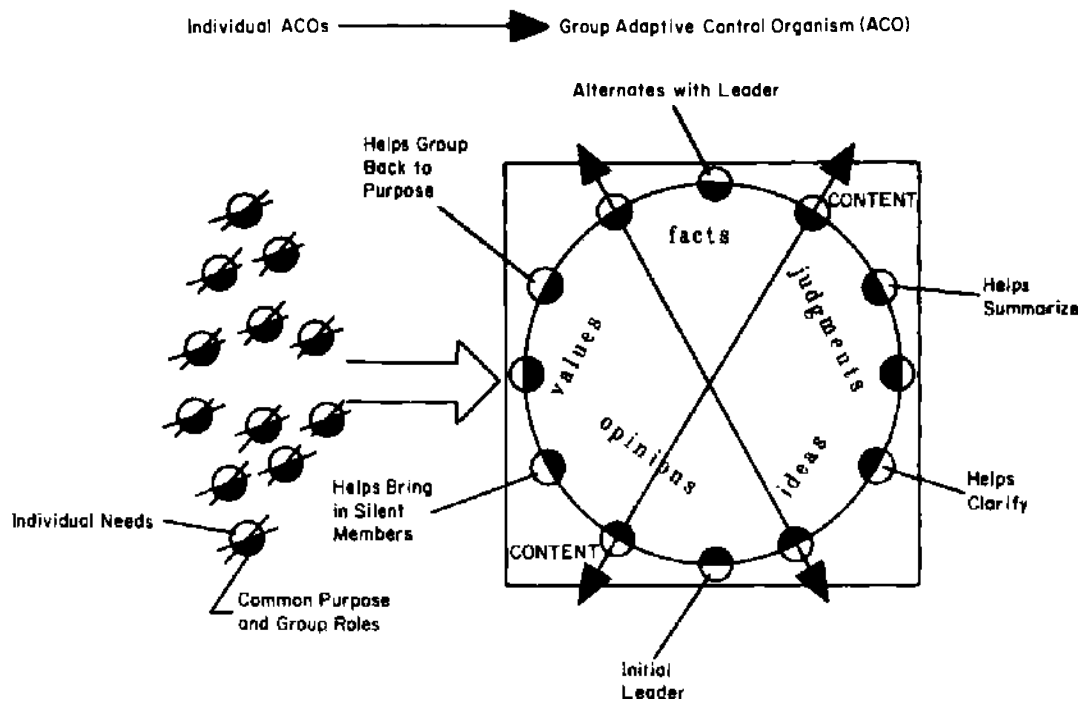 Individual ACOs
Group Adaptive Control Organism (ACO)
Alternates with Leader
Helps Group
Back to
Purpose
CONTENT
facts
judgments
Helps
Summarize
values
opinions
ideas
Helps Bring
in Silent
Members
Helps
Clarify
Individual Needs
CONTENT
Common Purpose
and Group Roles
Initial
Leader